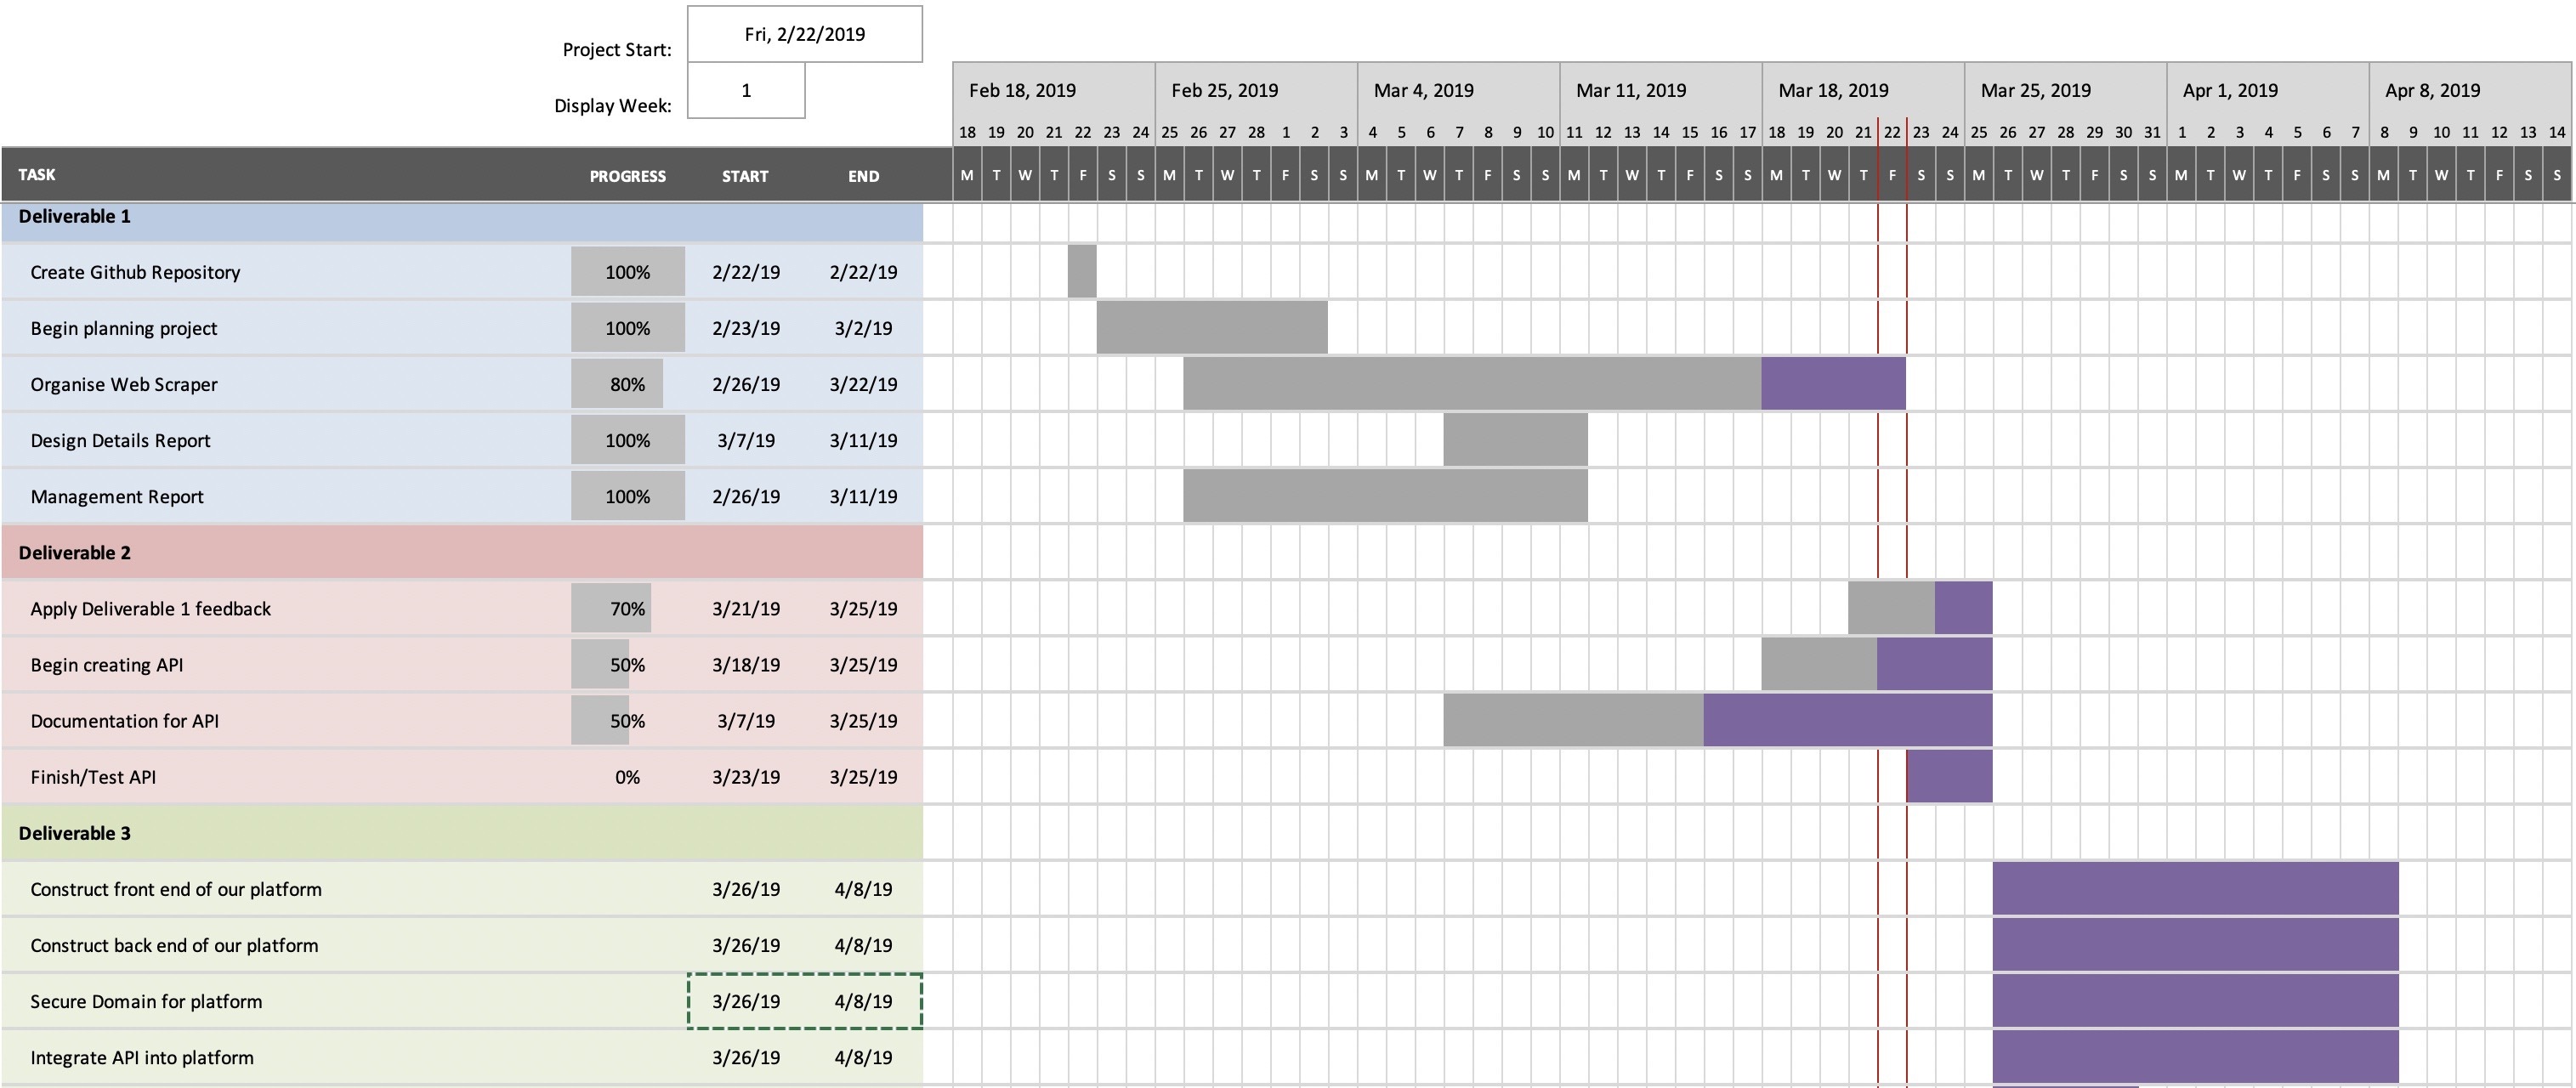 Project Start: Fri, 2/22/2019
Display Week: 1
Feb 18, 2019 Feb 25, 2019 Mar 4, 2019 Mar 11, 2019 Mar 18, 2019 Mar 25, 2019 Apr 1, 2019 Apr 8, 2019
18 19 20 21 22 23 24 25 26 27 28 1 2 3 4 5 6 7 8 9 10 11 12 13 14 15 16 17 18 19 20 21 22 23 24 25 26 27 28 29 30 31 1 2 3 4 5 6 7 8 9 10 11 12 13 14
TASK PROGRESS START END M T W T F S S M T W T F S S M T W T F S S M T W T F S S M T W T F S S M T W T F S S M T W T F S S M T W T F S S
Deliverable 1
Create Github Repository 100% 2/22/19 2/22/19
Begin planning project 100% 2/23/19 3/2/19
Organise Web Scraper 80% 2/26/19 3/22/19
Design Details Report 100% 3/7/19 3/11/19
Management Report 100% 2/26/19 3/11/19
Deliverable 2
Apply Deliverable 1 feedback 70% 3/21/19 3/25/19
Begin creating API 50% 3/18/19 3/25/19
Documentation for API 50% 3/7/19 3/25/19
Finish/Test API 0% 3/23/19 3/25/19
Deliverable 3
Construct front end of our platform 3/26/19 4/8/19
Construct back end of our platform 3/26/19 4/8/19
Secure Domain for platform 3/26/19 4/8/19
Integrate API into platform 3/26/19 4/8/19